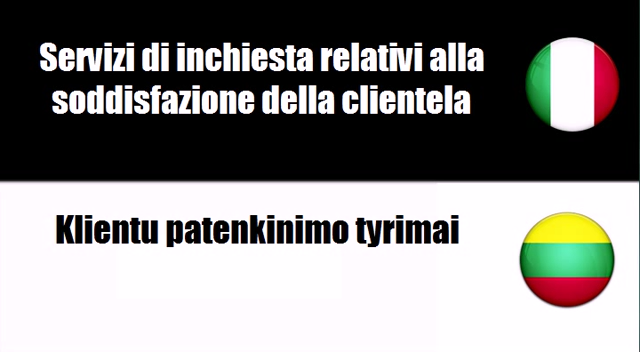 Servizi di inchiesta relativi alla
soddisfazione della clientela
Klientu patenkinimo tyrimai